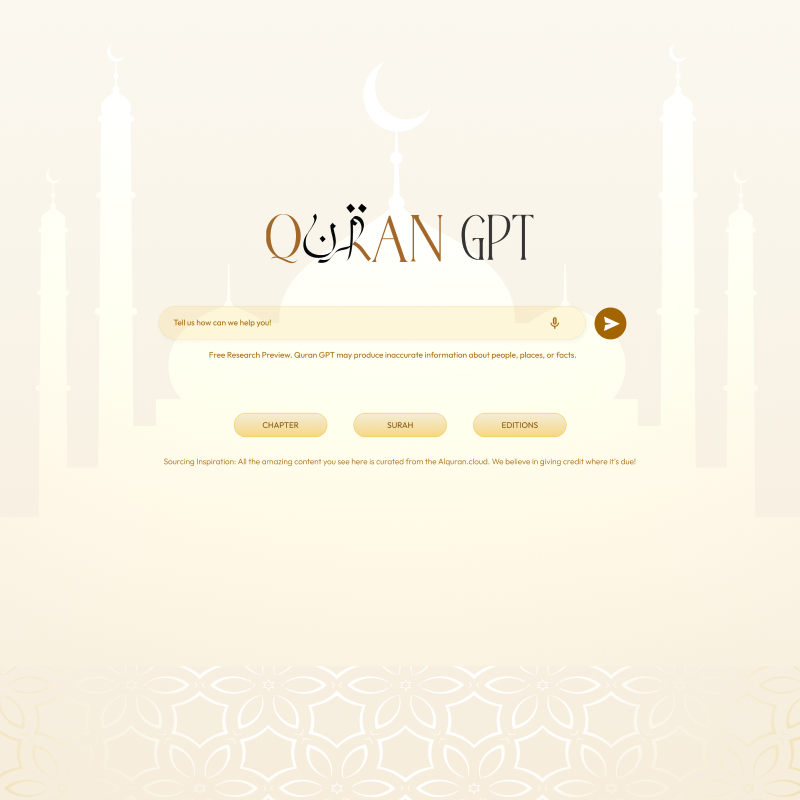 QURAN GPT
Tell us how can we help you!
Free Research Preview. Quran GPT may produce inaccurate information about people, places, or facts.
CHAPTER SURAH EDITIONS
Sourcing Inspiration: All the amazing content you see here is curated from the Alquran.cloud. We believe in giving credit where it's due!